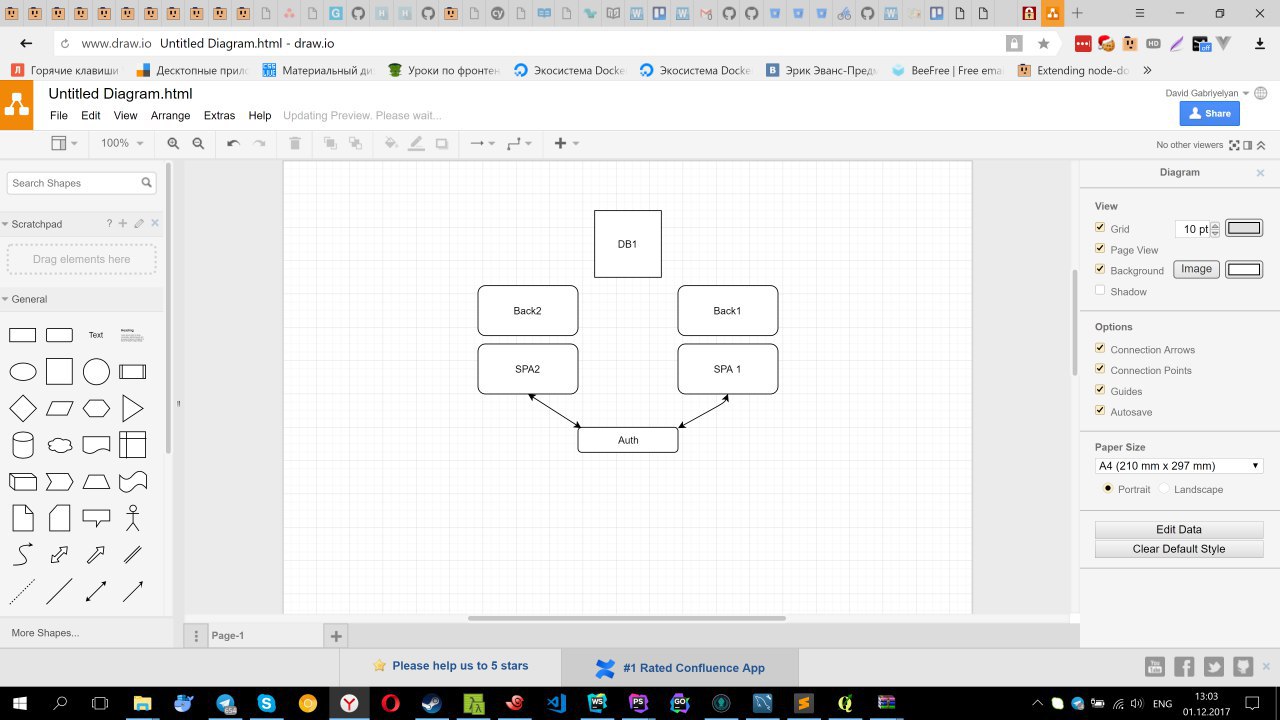 www.draw.io Untitled Diagram.html - draw.io
Горячие клавиши
Десктопные прил
Материальный ди
Уроки по фронтен
Экосистема Docke
Экосистема Docke
Эрик Эванс-Предм
BeeFree | Free ema
Extending node-do
Untitled Diagram.html
David Gabriyelyan
File Edit View Arrange Extras Help Updating Preview. Please wait...
Share
100%
No other viewers
Search Shapes
Scratchpad
?
Drag elements here
General
Text
Heading
More Shapes...
DB1
Back2
Back1
SPA2
SPA 1
Auth
Page-1
Diagram
View
Grid
10 pt
Page View
Background
Image
Shadow
Options
Connection Arrows
Connection Points
Guides
Autosave
Paper Size
A4 (210 mm x 297 mm)
Portrait
Landscape
Edit Data
Clear Default Style
Please help us to 5 stars
#1 Rated Confluence App
ENG
13:03
01.12.2017